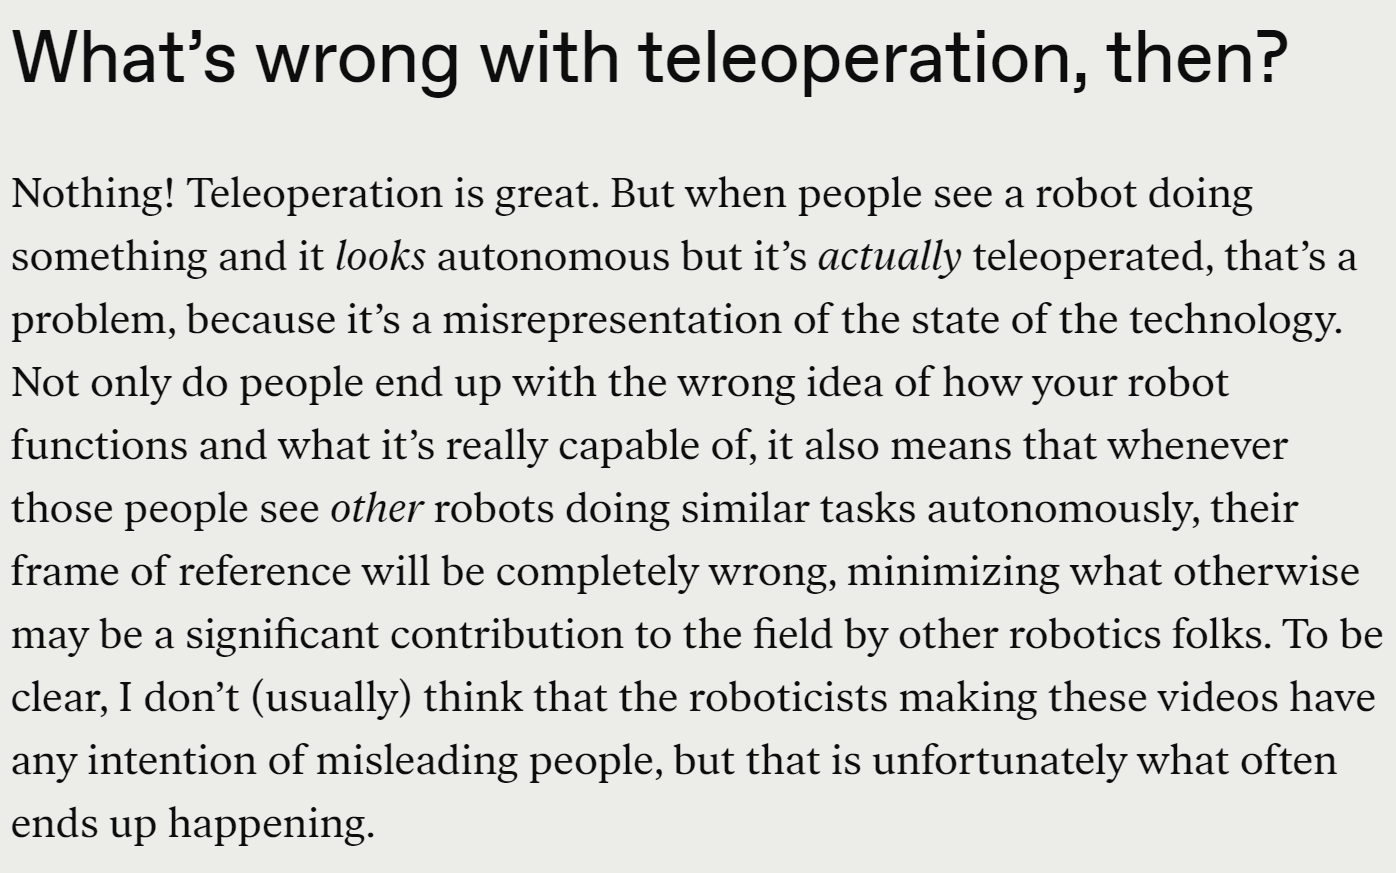 What’s wrong with teleoperation, then?
Nothing! Teleoperation is great. But when people see a robot doing
something and it looks autonomous but it’s actually teleoperated, that’s a
problem, because it’s a misrepresentation of the state of the technology.
Not only do people end up with the wrong idea of how your robot
functions and what it’s really capable of, it also means that whenever
those people see other robots doing similar tasks autonomously, their
frame of reference will be completely wrong, minimizing what otherwise
may be a significant contribution to the field by other robotics folks. To be
clear, I don’t (usually) think that the roboticists making these videos have
any intention of misleading people, but that is unfortunately what often
ends up happening.